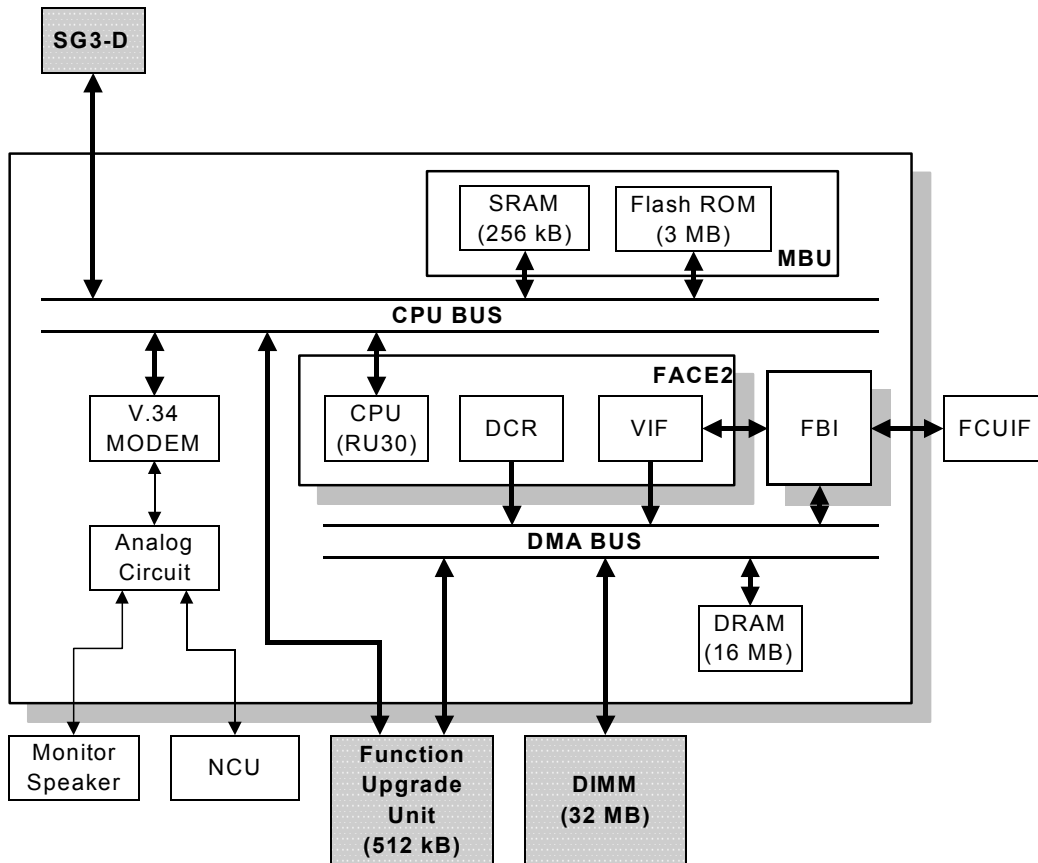 SG3-D
SRAM
(256 kB)
Flash ROM
(3 MB)
MBU
CPU BUS
FACE2
V.34
MODEM
CPU
(RU30)
DCR
VIF
FBI
FCUIF
DMA BUS
Analog
Circuit
DRAM
(16 MB)
Monitor
Speaker
NCU
Function
Upgrade
Unit
(512 kB)
DIMM
(32 MB)